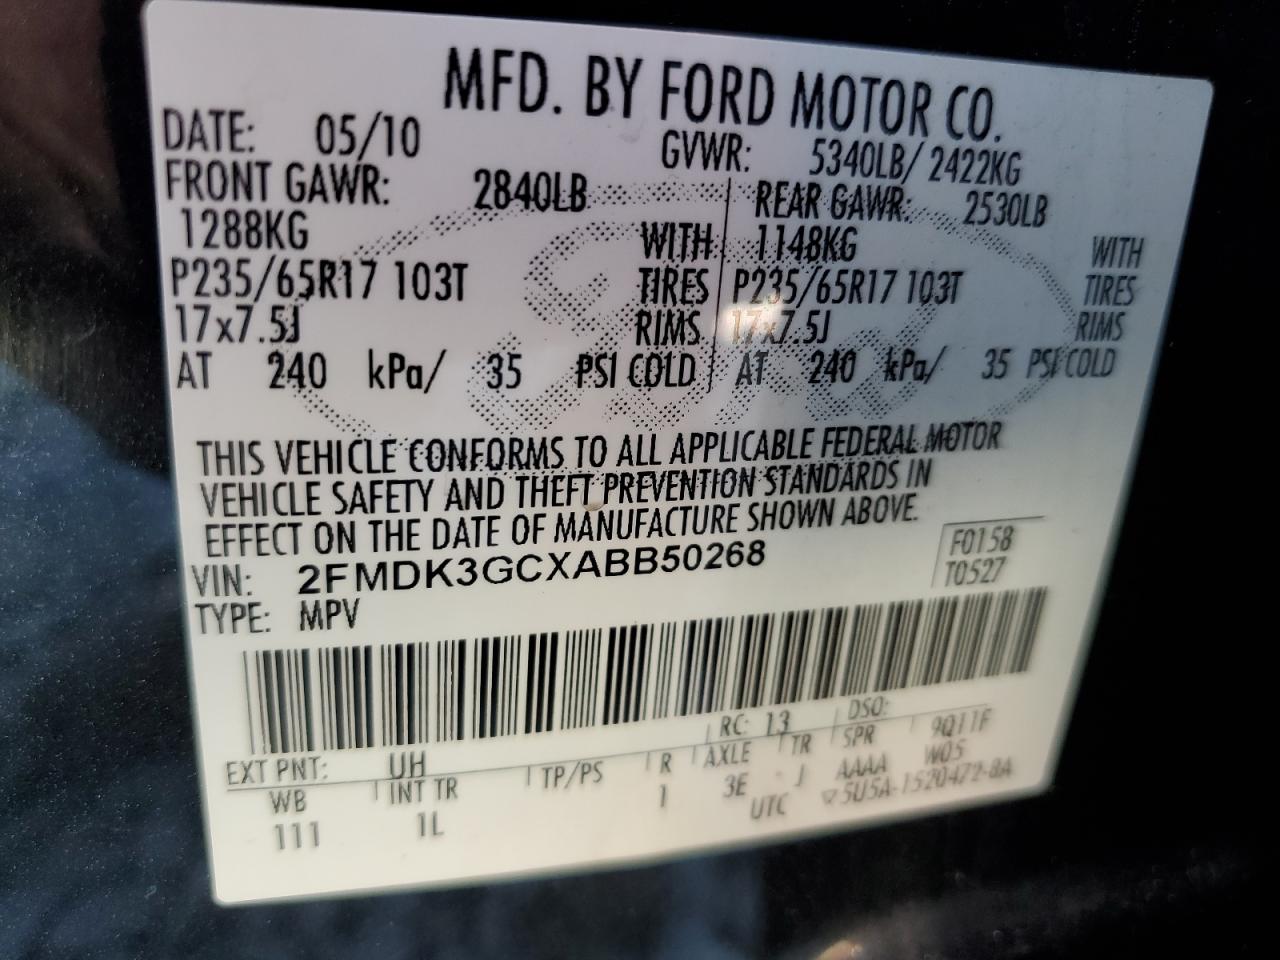 MFD. BY FORD MOTOR CO.
DATE: 05/10 GVWR: 5340LB/ 2422KG
FRONT GAWR: 2840LB REAR GAWR: 2530LB
1288KG WITH 1148KG WITH
P235/65R17 103T TIRES P235/65R17 103T TIRES
17x7.5J RIMS 17x7.5J RIMS
AT 240 kPa/ 35 PSI COLD AT 240 kPa/ 35 PSI COLD
THIS VEHICLE CONFORMS TO ALL APPLICABLE FEDERAL MOTOR
VEHICLE SAFETY AND THEFT PREVENTION STANDARDS IN
EFFECT ON THE DATE OF MANUFACTURE SHOWN ABOVE.
VIN: 2FMDK3GCXABB50268 F0158
TYPE: MPV T0527
EXT PNT: UH RC: 13 DSO:
WB INT TR TP/PS R AXLE TR SPR 9Q11F
111 1L 1 3E J AAAA W05
UTC ▽5U5A-1520472-BA